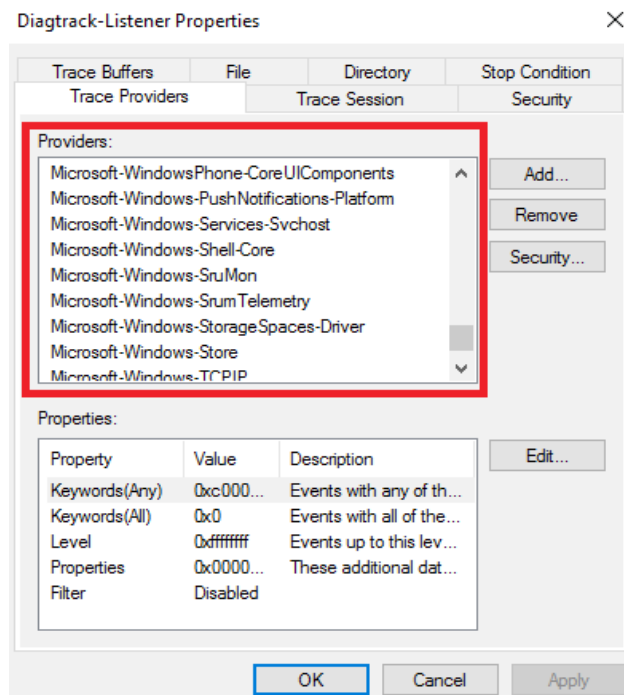 Diagtrack-Listener Properties
Trace Buffers File Directory Stop Condition
Trace Providers Trace Session Security
Providers:
Microsoft-WindowsPhone-CoreUIComponents
Microsoft-Windows-PushNotifications-Platform
Microsoft-Windows-Services-Svchost
Microsoft-Windows-Shell-Core
Microsoft-Windows-SruMon
Microsoft-Windows-SrumTelemetry
Microsoft-Windows-StorageSpaces-Driver
Microsoft-Windows-Store
Microsoft-Windows-TCPIP
Add...
Remove
Security...
Properties:
Property Value Description
Keywords(Any) 0xc000... Events with any of th...
Keywords(All) 0x0 Events with all of the...
Level 0xffffffff Events up to this lev...
Properties 0x0000... These additional dat...
Filter Disabled
Edit...
OK Cancel Apply